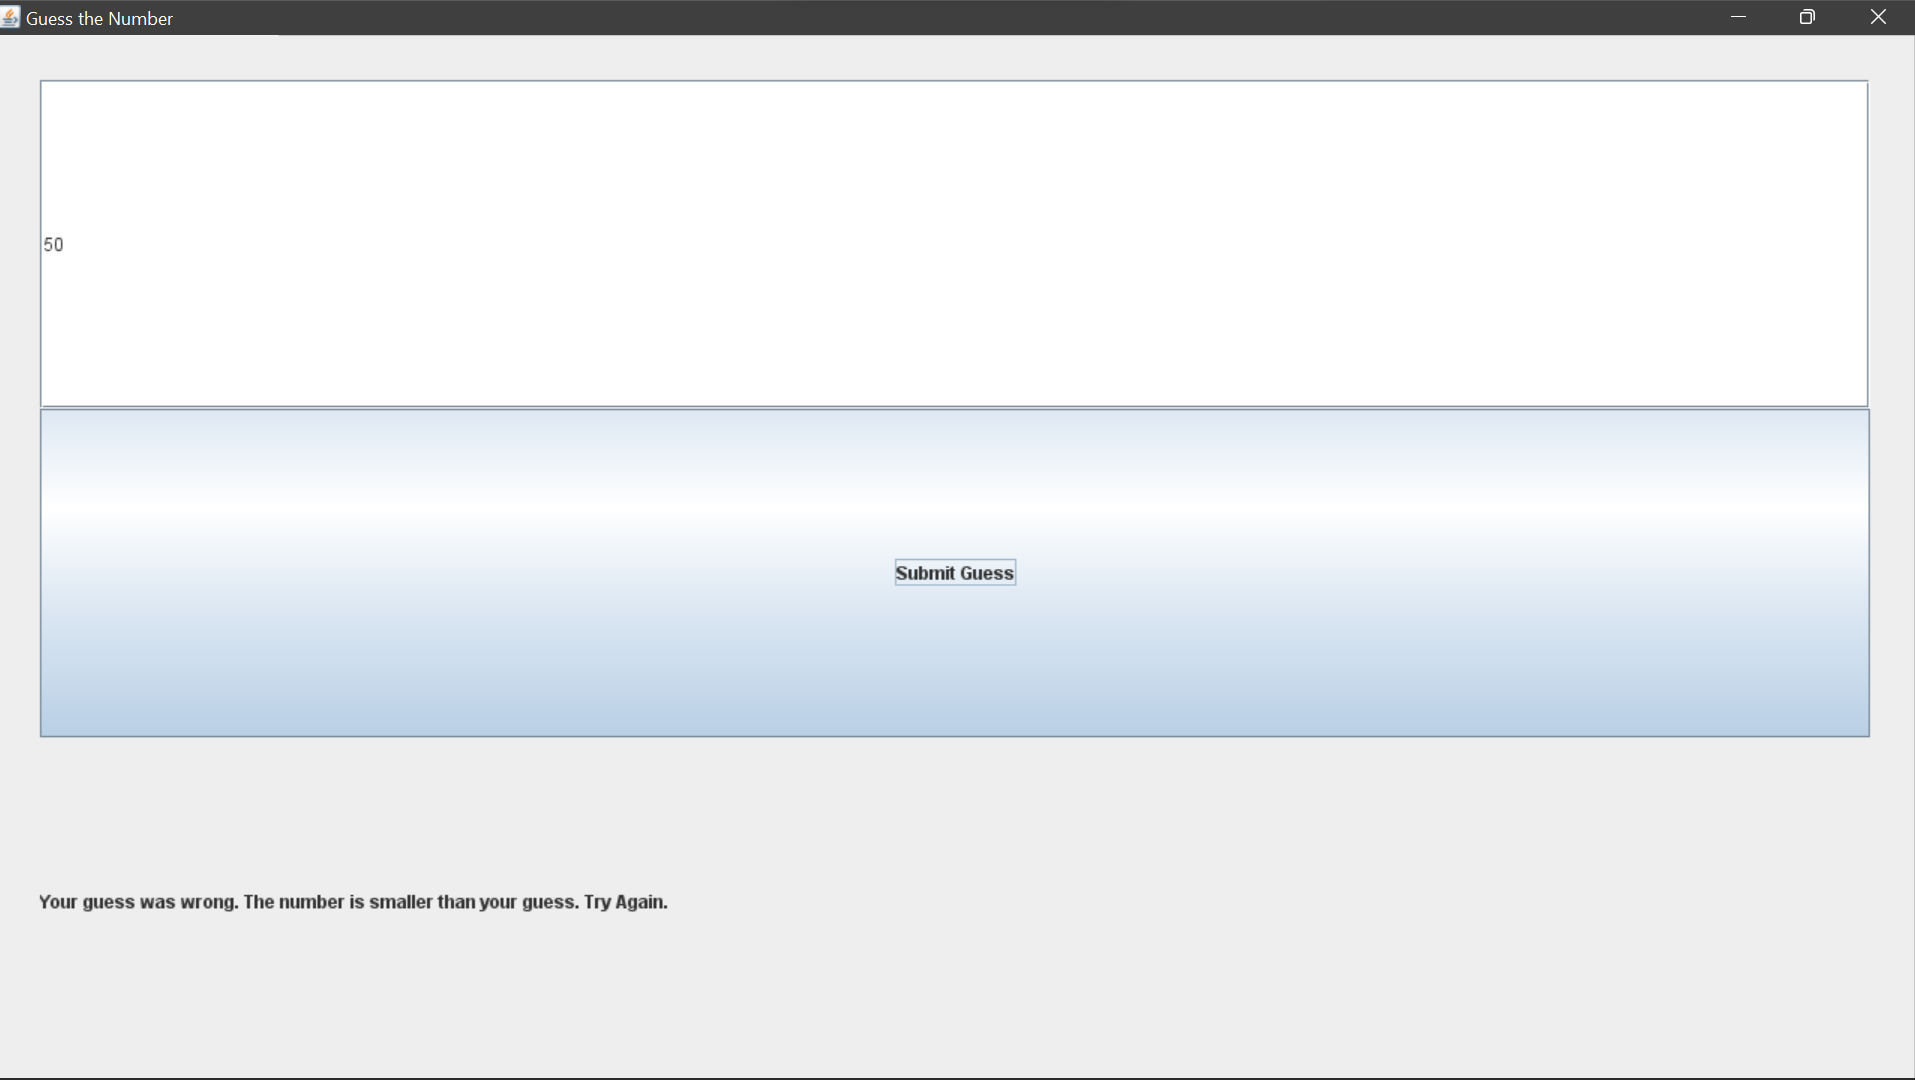 Guess the Number
50
Submit Guess
Your guess was wrong. The number is smaller than your guess. Try Again.